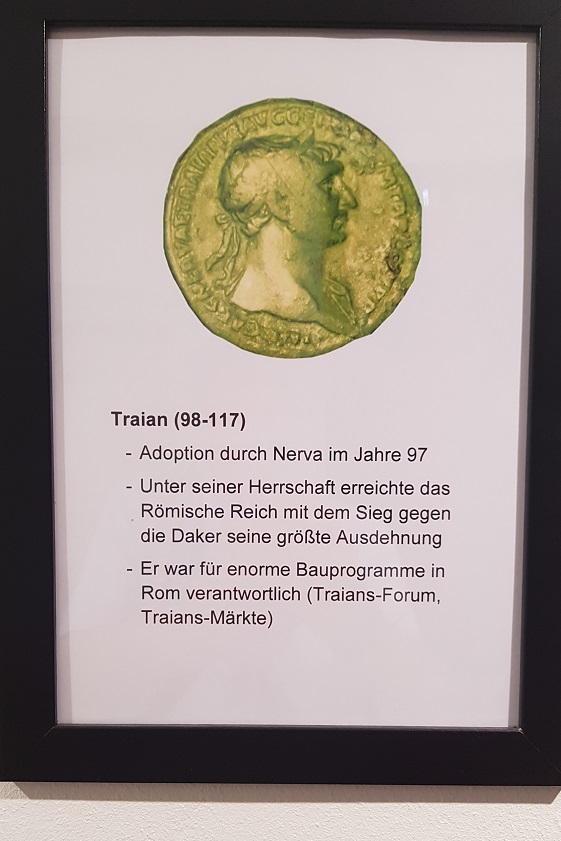 Traian (98-117)
- Adoption durch Nerva im Jahre 97
- Unter seiner Herrschaft erreichte das
Römische Reich mit dem Sieg gegen
die Daker seine größte Ausdehnung
- Er war für enorme Bauprogramme in
Rom verantwortlich (Traians-Forum,
Traians-Märkte)